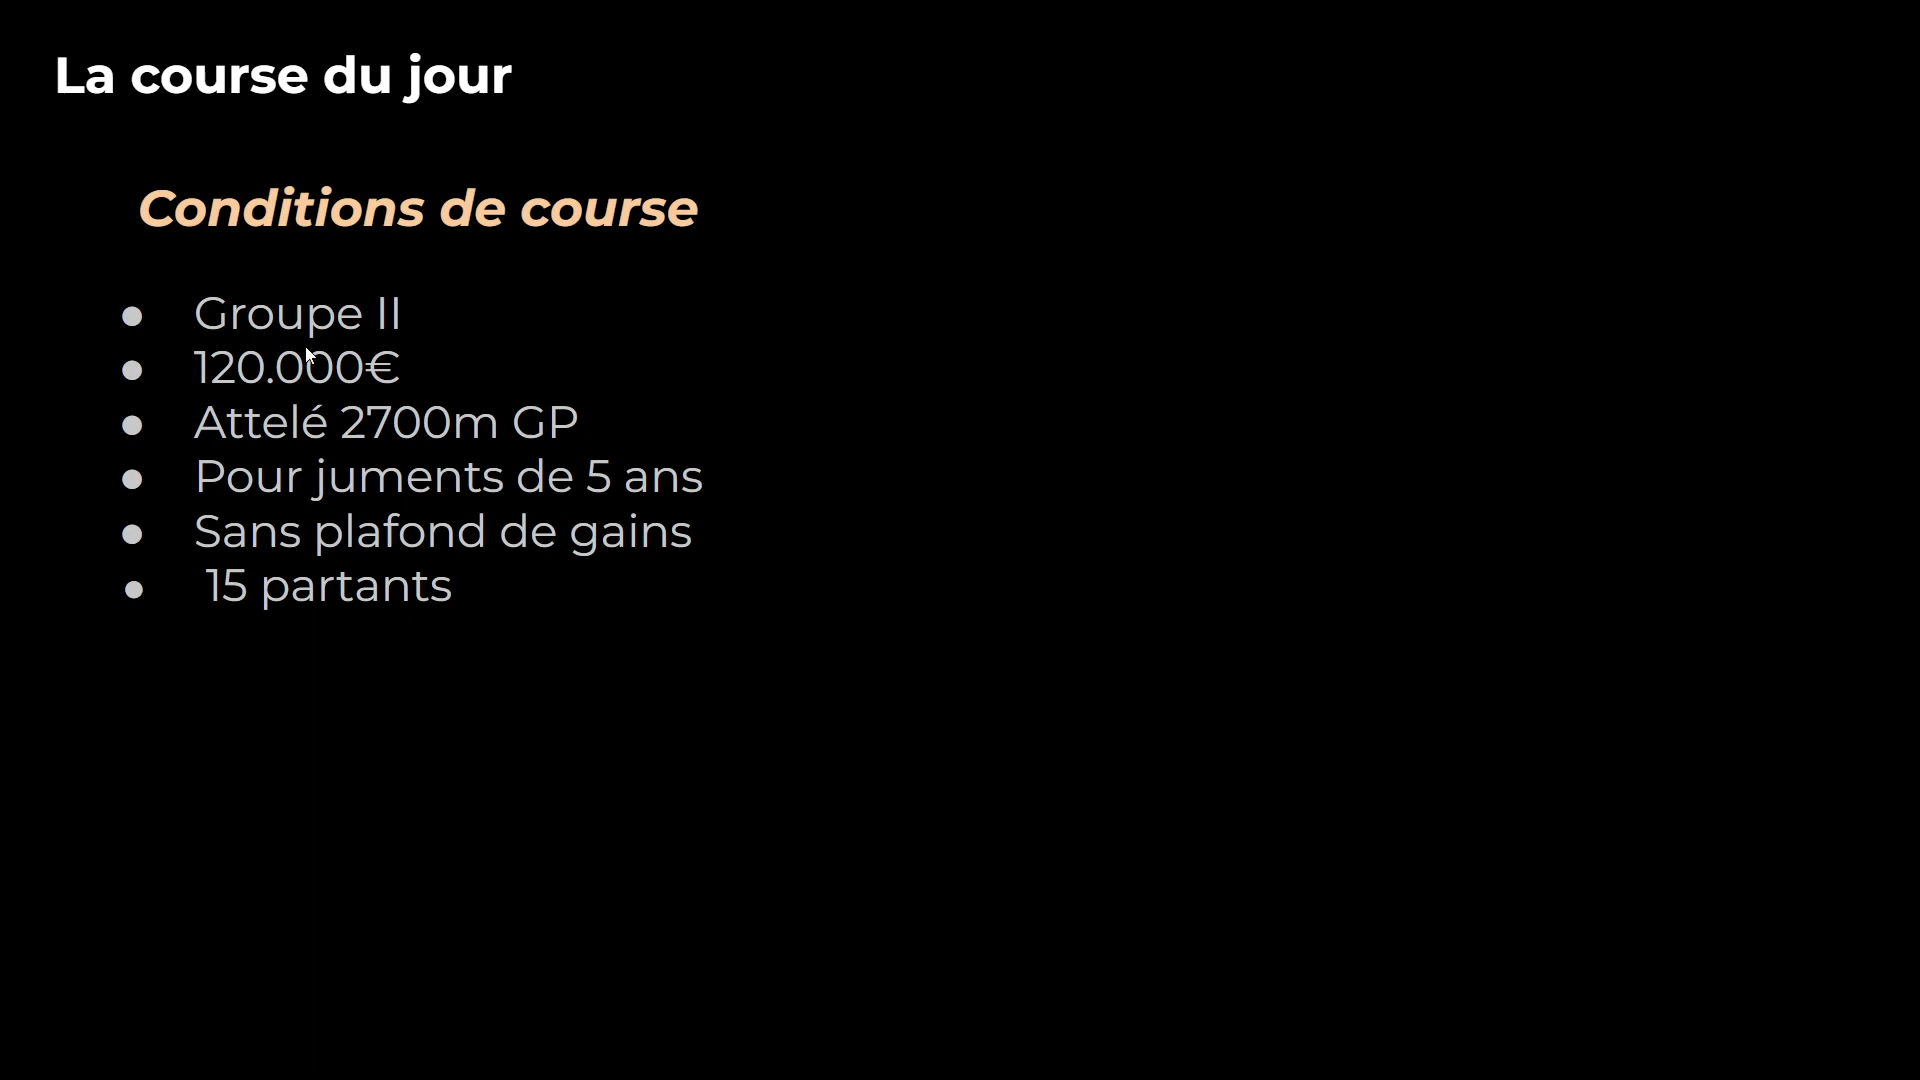 La course du jour
Conditions de course
● Groupe II
● 120.000€
● Attelé 2700m GP
● Pour juments de 5 ans
● Sans plafond de gains
● 15 partants